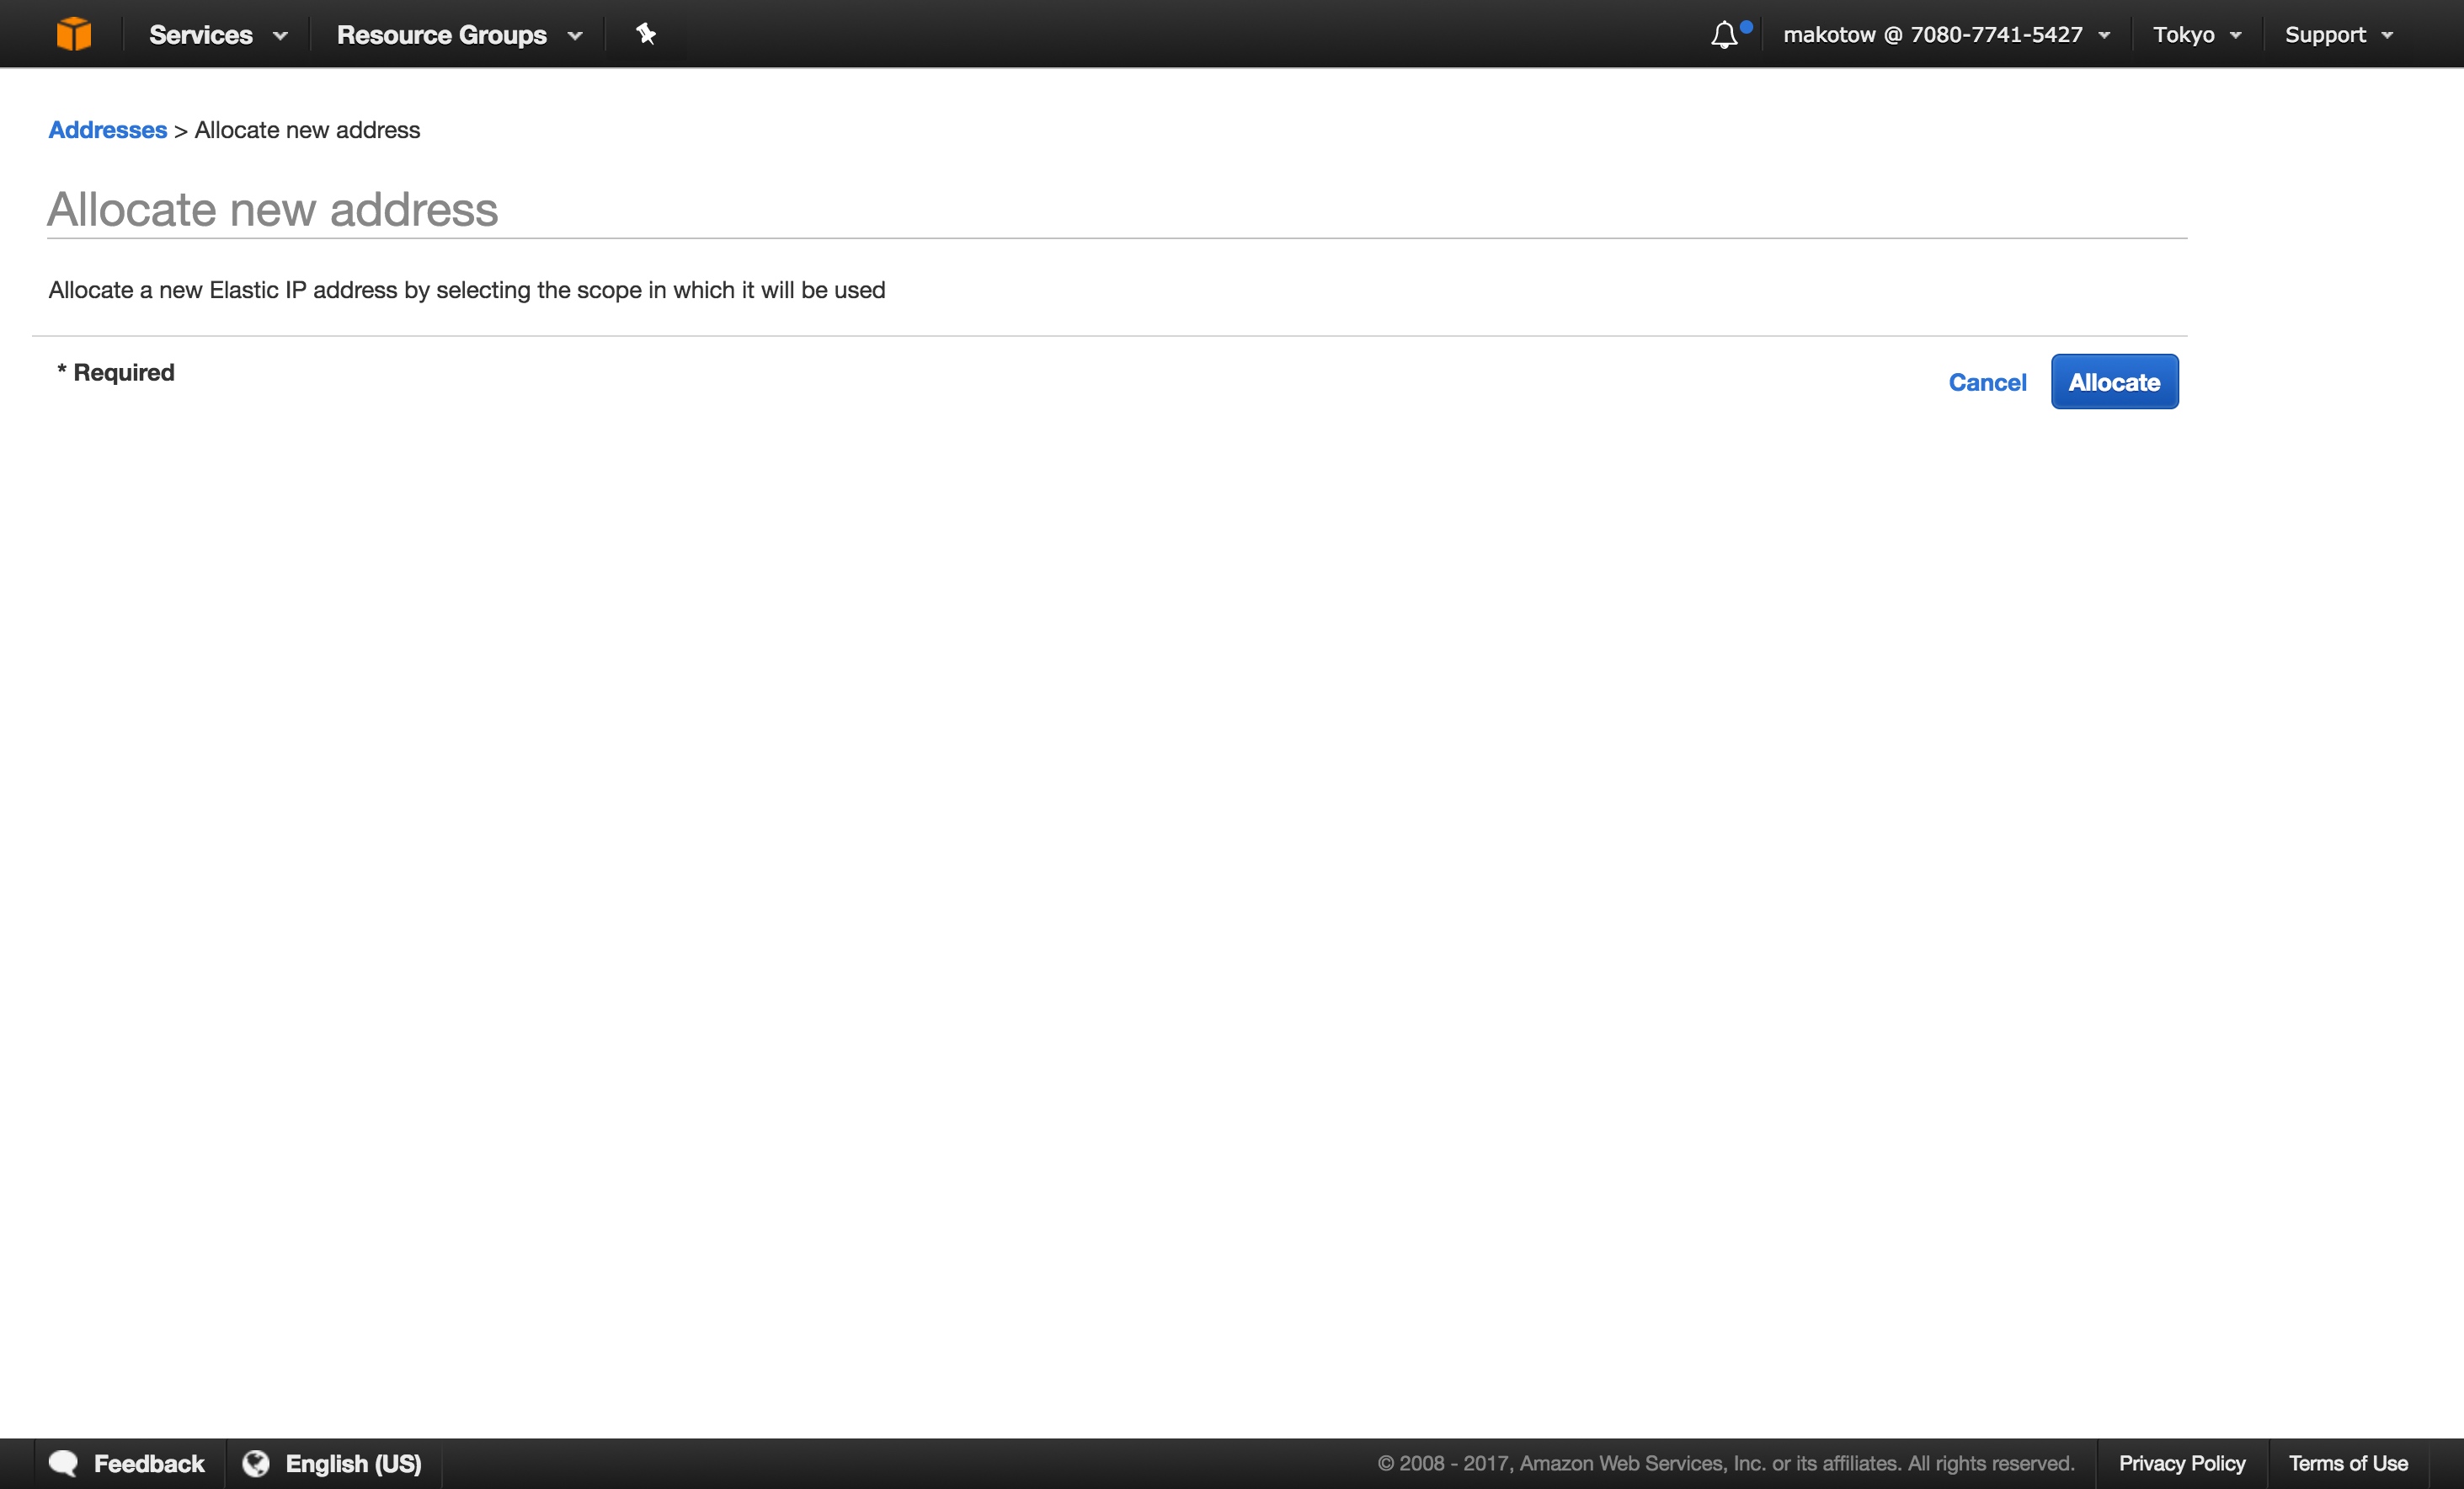 Services Resource Groups makotow @ 7080-7741-5427 Tokyo Support
Addresses > Allocate new address
Allocate new address
Allocate a new Elastic IP address by selecting the scope in which it will be used
* Required Cancel Allocate
Feedback English (US) © 2008 - 2017, Amazon Web Services, Inc. or its affiliates. All rights reserved. Privacy Policy Terms of Use